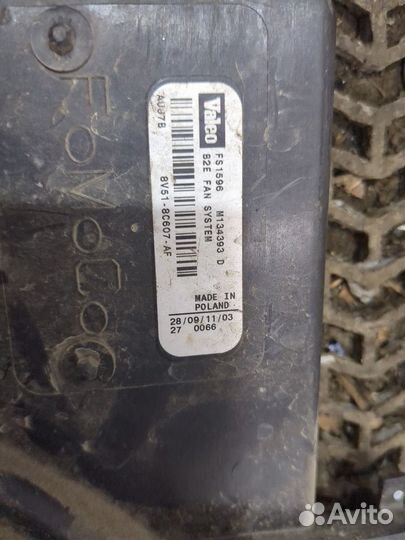 FoMoCo
Valeo
FS1596 M134393 D
B2E FAN SYSTEM
8V51-8C607-AF
AU37B
MADE IN
POLAND
28/09/11/03
27 0066
Avito